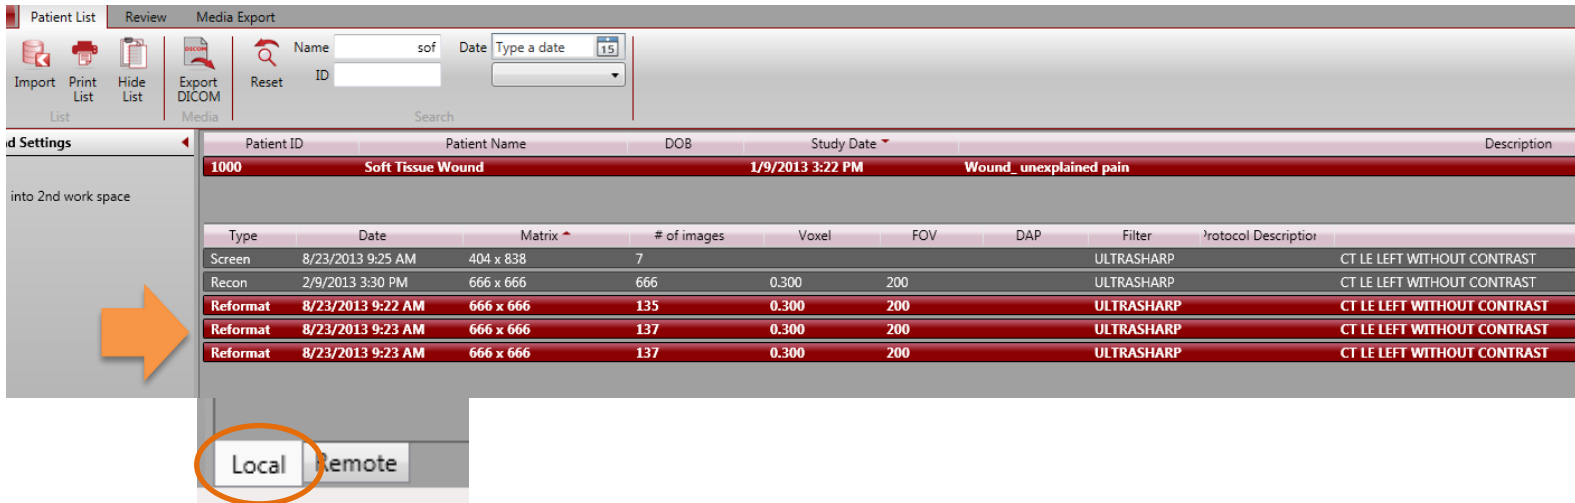 Patient List Review Media Export
Name sof Date Type a date 15
ID
Import Print List Hide List Export DICOM Reset
List Media Search
d Settings Patient ID Patient Name DOB Study Date Description
1000 Soft Tissue Wound 1/9/2013 3:22 PM Wound_ unexplained pain
into 2nd work space
Type Date Matrix # of images Voxel FOV DAP Filter Protocol Description
Screen 8/23/2013 9:25 AM 404 x 838 7 ULTRASHARP CT LE LEFT WITHOUT CONTRAST
Recon 2/9/2013 3:30 PM 666 x 666 666 0.300 200 ULTRASHARP CT LE LEFT WITHOUT CONTRAST
Reformat 8/23/2013 9:22 AM 666 x 666 135 0.300 200 ULTRASHARP CT LE LEFT WITHOUT CONTRAST
Reformat 8/23/2013 9:23 AM 666 x 666 137 0.300 200 ULTRASHARP CT LE LEFT WITHOUT CONTRAST
Reformat 8/23/2013 9:23 AM 666 x 666 137 0.300 200 ULTRASHARP CT LE LEFT WITHOUT CONTRAST
Local Remote